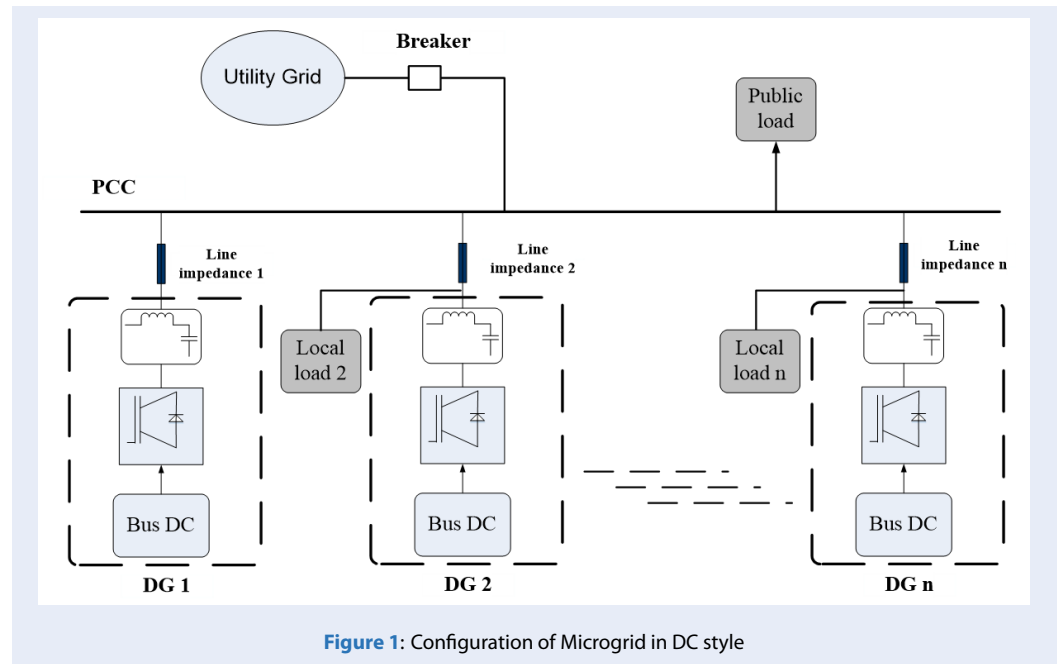 Breaker
Utility Grid
Public
load
PCC
Line
impedance 1
Line
impedance 2
Line
impedance n
Local
load 2
Local
load n
Bus DC
Bus DC
Bus DC
DG 1
DG 2
DG n
Figure 1: Configuration of Microgrid in DC style